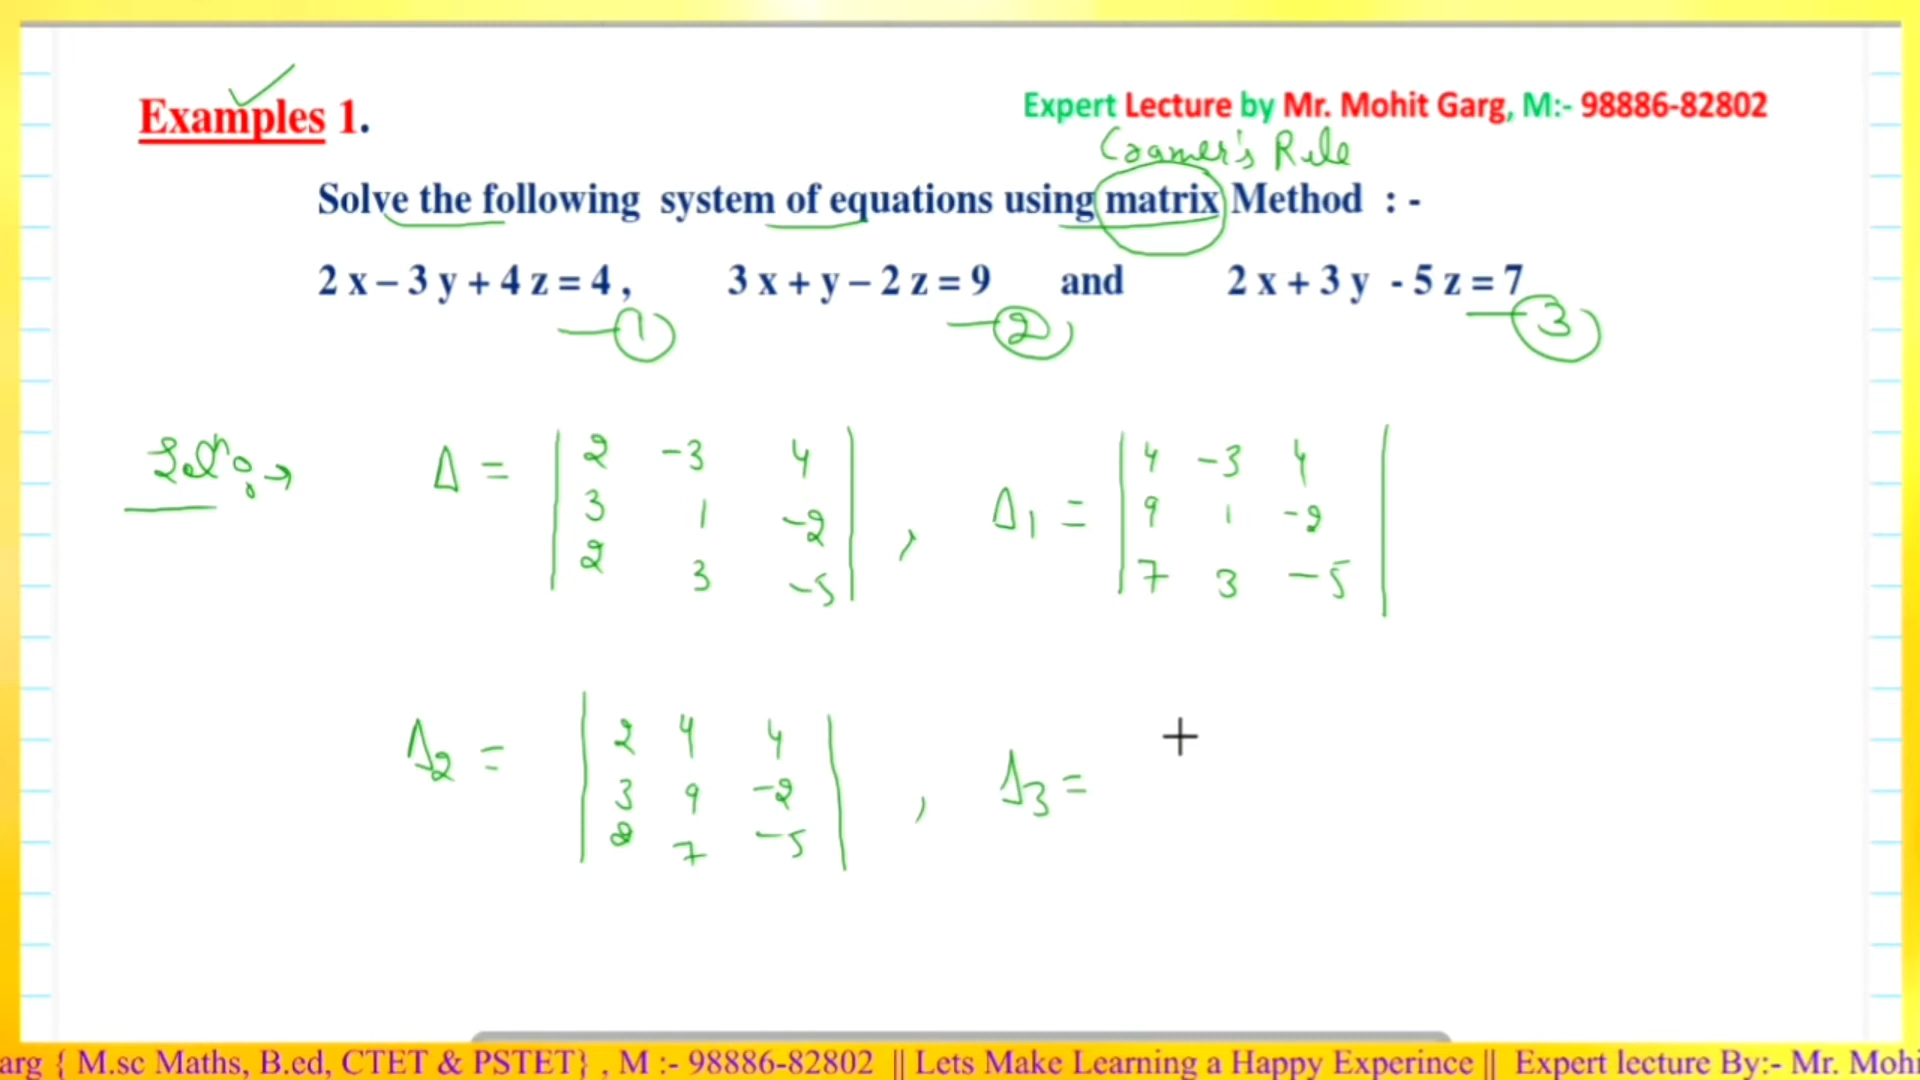 Examples 1.
Expert Lecture by Mr. Mohit Garg, M:- 98886-82802
Cramer's Rule
Solve the following system of equations using matrix Method : -
2 x – 3 y + 4 z = 4 , 3 x + y – 2 z = 9 and 2 x + 3 y - 5 z = 7
—① —② —③
Solⁿ: →
Δ = | 2 -3 4 | , Δ1 = | 4 -3 4 |
| 3 1 -2 | | 9 1 -2 |
| 2 3 -5 | | 7 3 -5 |
Δ2 = | 2 4 4 | , Δ3 =
| 3 9 -2 |
| 2 7 -5 |
arg { M.sc Maths, B.ed, CTET & PSTET} , M :- 98886-82802 || Lets Make Learning a Happy Experince || Expert lecture By:- Mr. Mohi